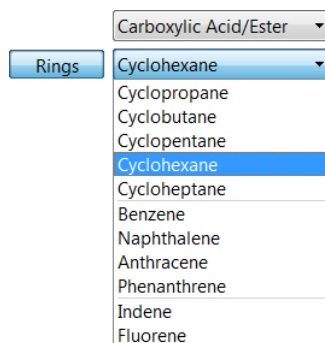 Carboxylic Acid/Ester
Rings Cyclohexane
Cyclopropane
Cyclobutane
Cyclopentane
Cyclohexane
Cycloheptane
Benzene
Naphthalene
Anthracene
Phenanthrene
Indene
Fluorene